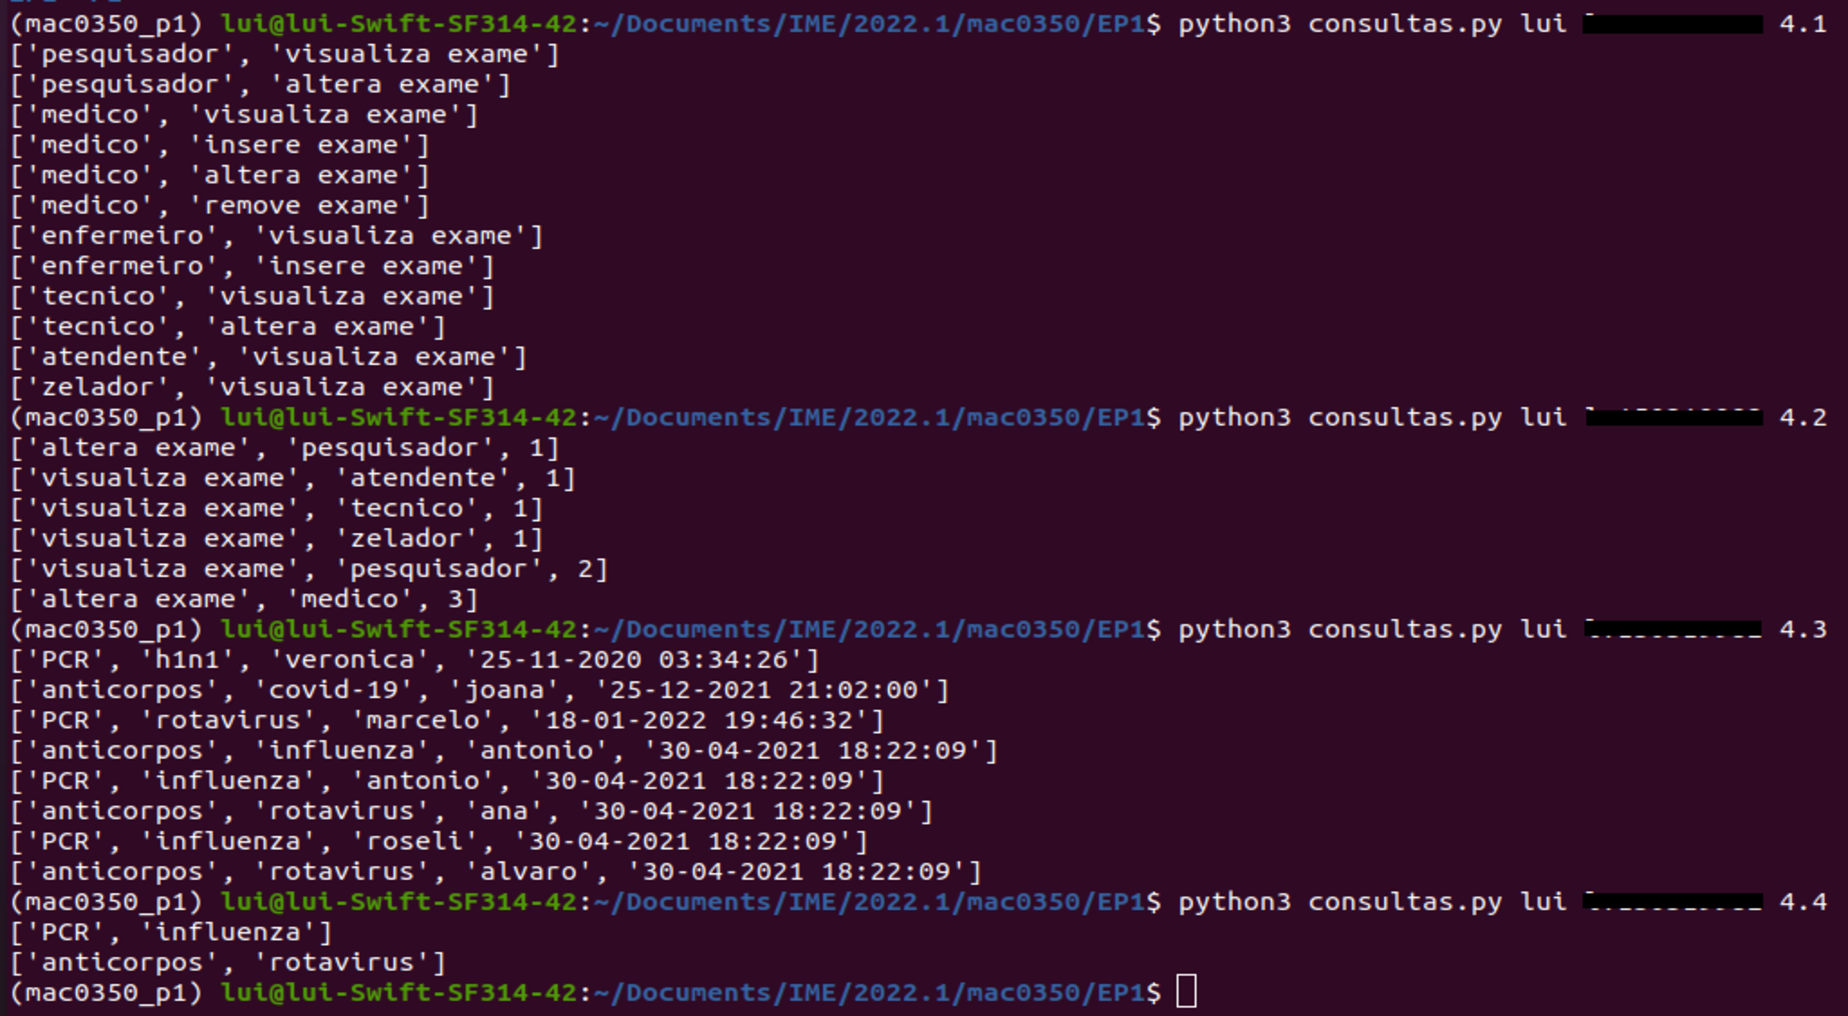 (mac0350_p1) lui@lui-Swift-SF314-42:~/Documents/IME/2022.1/mac0350/EP1$ python3 consultas.py lui 4.1
['pesquisador', 'visualiza exame']
['pesquisador', 'altera exame']
['medico', 'visualiza exame']
['medico', 'insere exame']
['medico', 'altera exame']
['medico', 'remove exame']
['enfermeiro', 'visualiza exame']
['enfermeiro', 'insere exame']
['tecnico', 'visualiza exame']
['tecnico', 'altera exame']
['atendente', 'visualiza exame']
['zelador', 'visualiza exame']
(mac0350_p1) lui@lui-Swift-SF314-42:~/Documents/IME/2022.1/mac0350/EP1$ python3 consultas.py lui 4.2
['altera exame', 'pesquisador', 1]
['visualiza exame', 'atendente', 1]
['visualiza exame', 'tecnico', 1]
['visualiza exame', 'zelador', 1]
['visualiza exame', 'pesquisador', 2]
['altera exame', 'medico', 3]
(mac0350_p1) lui@lui-Swift-SF314-42:~/Documents/IME/2022.1/mac0350/EP1$ python3 consultas.py lui 4.3
['PCR', 'h1n1', 'veronica', '25-11-2020 03:34:26']
['anticorpos', 'covid-19', 'joana', '25-12-2021 21:02:00']
['PCR', 'rotavirus', 'marcelo', '18-01-2022 19:46:32']
['anticorpos', 'influenza', 'antonio', '30-04-2021 18:22:09']
['PCR', 'influenza', 'antonio', '30-04-2021 18:22:09']
['anticorpos', 'rotavirus', 'ana', '30-04-2021 18:22:09']
['PCR', 'influenza', 'roseli', '30-04-2021 18:22:09']
['anticorpos', 'rotavirus', 'alvaro', '30-04-2021 18:22:09']
(mac0350_p1) lui@lui-Swift-SF314-42:~/Documents/IME/2022.1/mac0350/EP1$ python3 consultas.py lui 4.4
['PCR', 'influenza']
['anticorpos', 'rotavirus']
(mac0350_p1) lui@lui-Swift-SF314-42:~/Documents/IME/2022.1/mac0350/EP1$